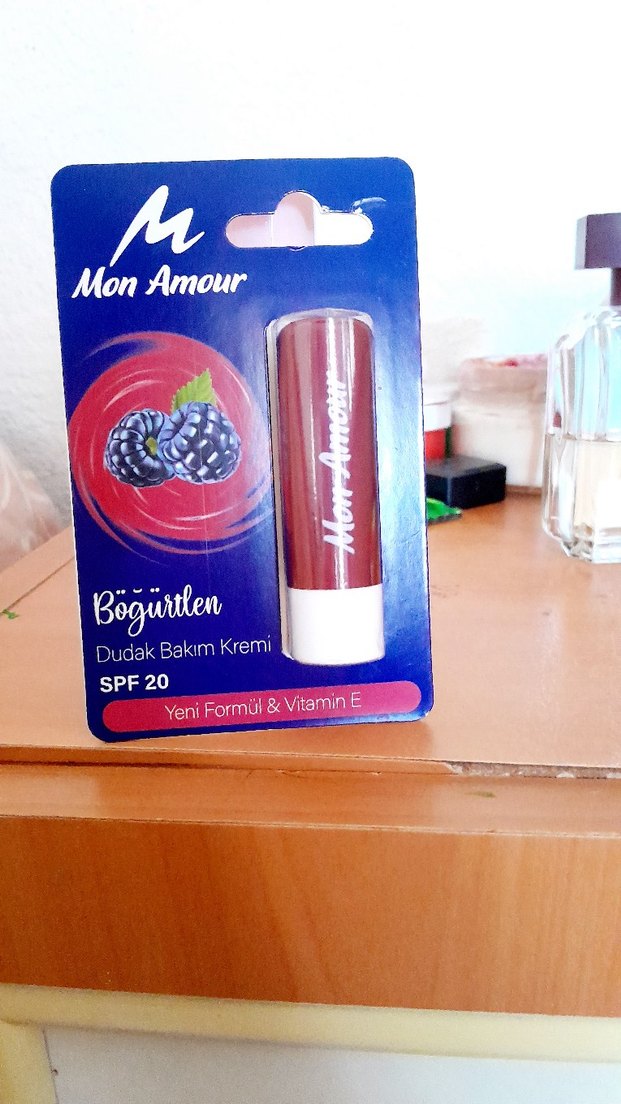 Mon Amour
Mon Amour
Böğürtlen
Dudak Bakım Kremi
SPF 20
Yeni Formül & Vitamin E